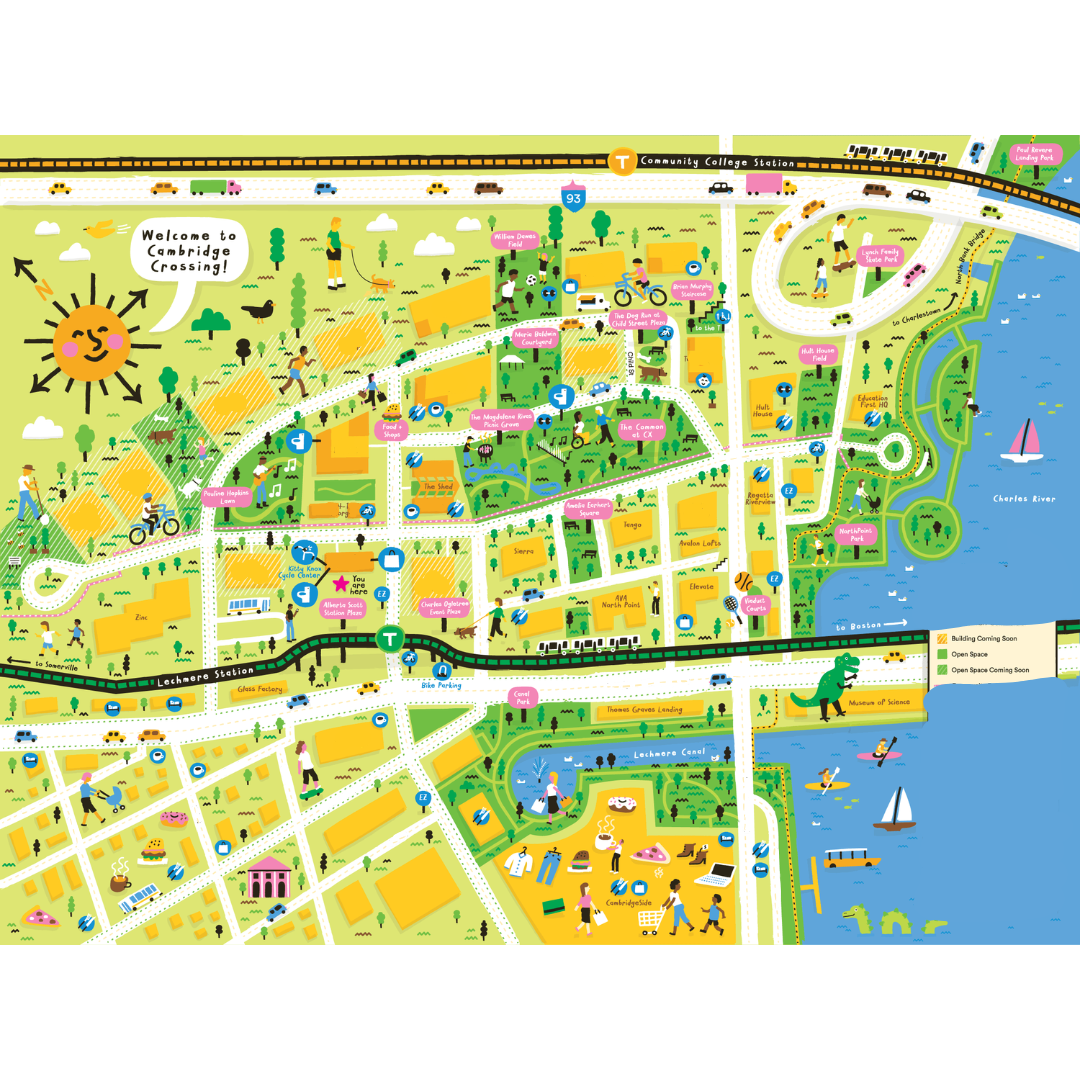 T
Community College Station
Paul Revere
Landing Park
93
Welcome to
Cambridge
Crossing!
N
William Dawes
Field
Lynch Family
State Park
North Bank Bridge
Brian Murphy
Staircase
to the T
The Dog Run at
Child Street Plaza
to Charlestown
Maria Baldwin
Courtyard
Child St
Hult House
Field
Food +
Shops
The Magdalena Rivas
Picnic Grove
The Common
at CX
Hult
House
Education
First HQ
Pauline Hopkins
Lawn
The Shed
Amelia Earhart
Square
Regatta
Riverview
EZ
Charles River
Tango
Sierra
Avalon Lofts
NorthPoint
Park
Kitty Knox
Cycle Center
You
are
here
EZ
Alberta Scott
Station Plaza
Charles Ogletree
Event Plaza
AVA
North Point
Elevate
EZ
Viaduct
Courts
Zinc
to Boston
T
Building Coming Soon
Open Space
Open Space Coming Soon
to Somerville
Lechmere Station
Bike Parking
Glass Factory
Canal
Park
Thomas Graves Landing
Museum of Science
Lechmere Canal
EZ
CambridgeSide